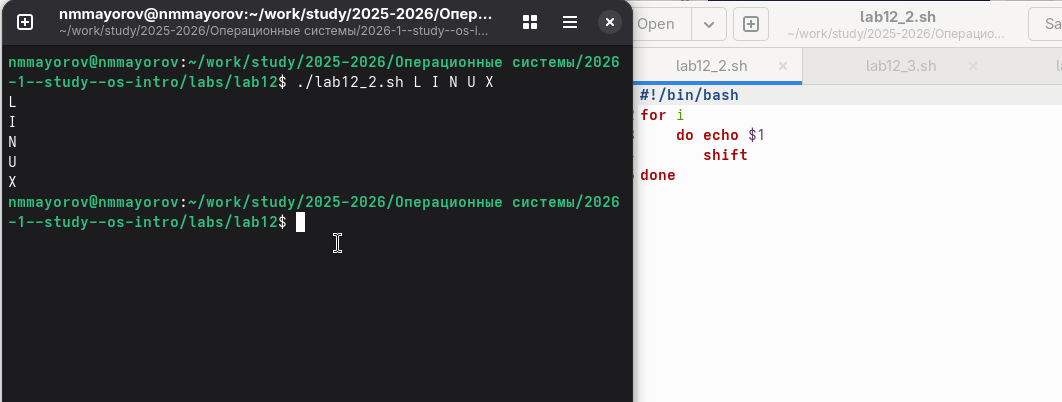 nmmayorov@nmmayorov:~/work/study/2025-2026/Опер...
~/work/study/2025-2026/Операционные системы/2026-1--study--os-i...
nmmayorov@nmmayorov:~/work/study/2025-2026/Операционные системы/2026
-1--study--os-intro/labs/lab12$ ./lab12_2.sh L I N U X
L
I
N
U
X
nmmayorov@nmmayorov:~/work/study/2025-2026/Операционные системы/2026
-1--study--os-intro/labs/lab12$
Open
lab12_2.sh
~/work/study/2025-2026/Операцио...
lab12_2.sh
lab12_3.sh
#!/bin/bash
for i
do echo $1
shift
done